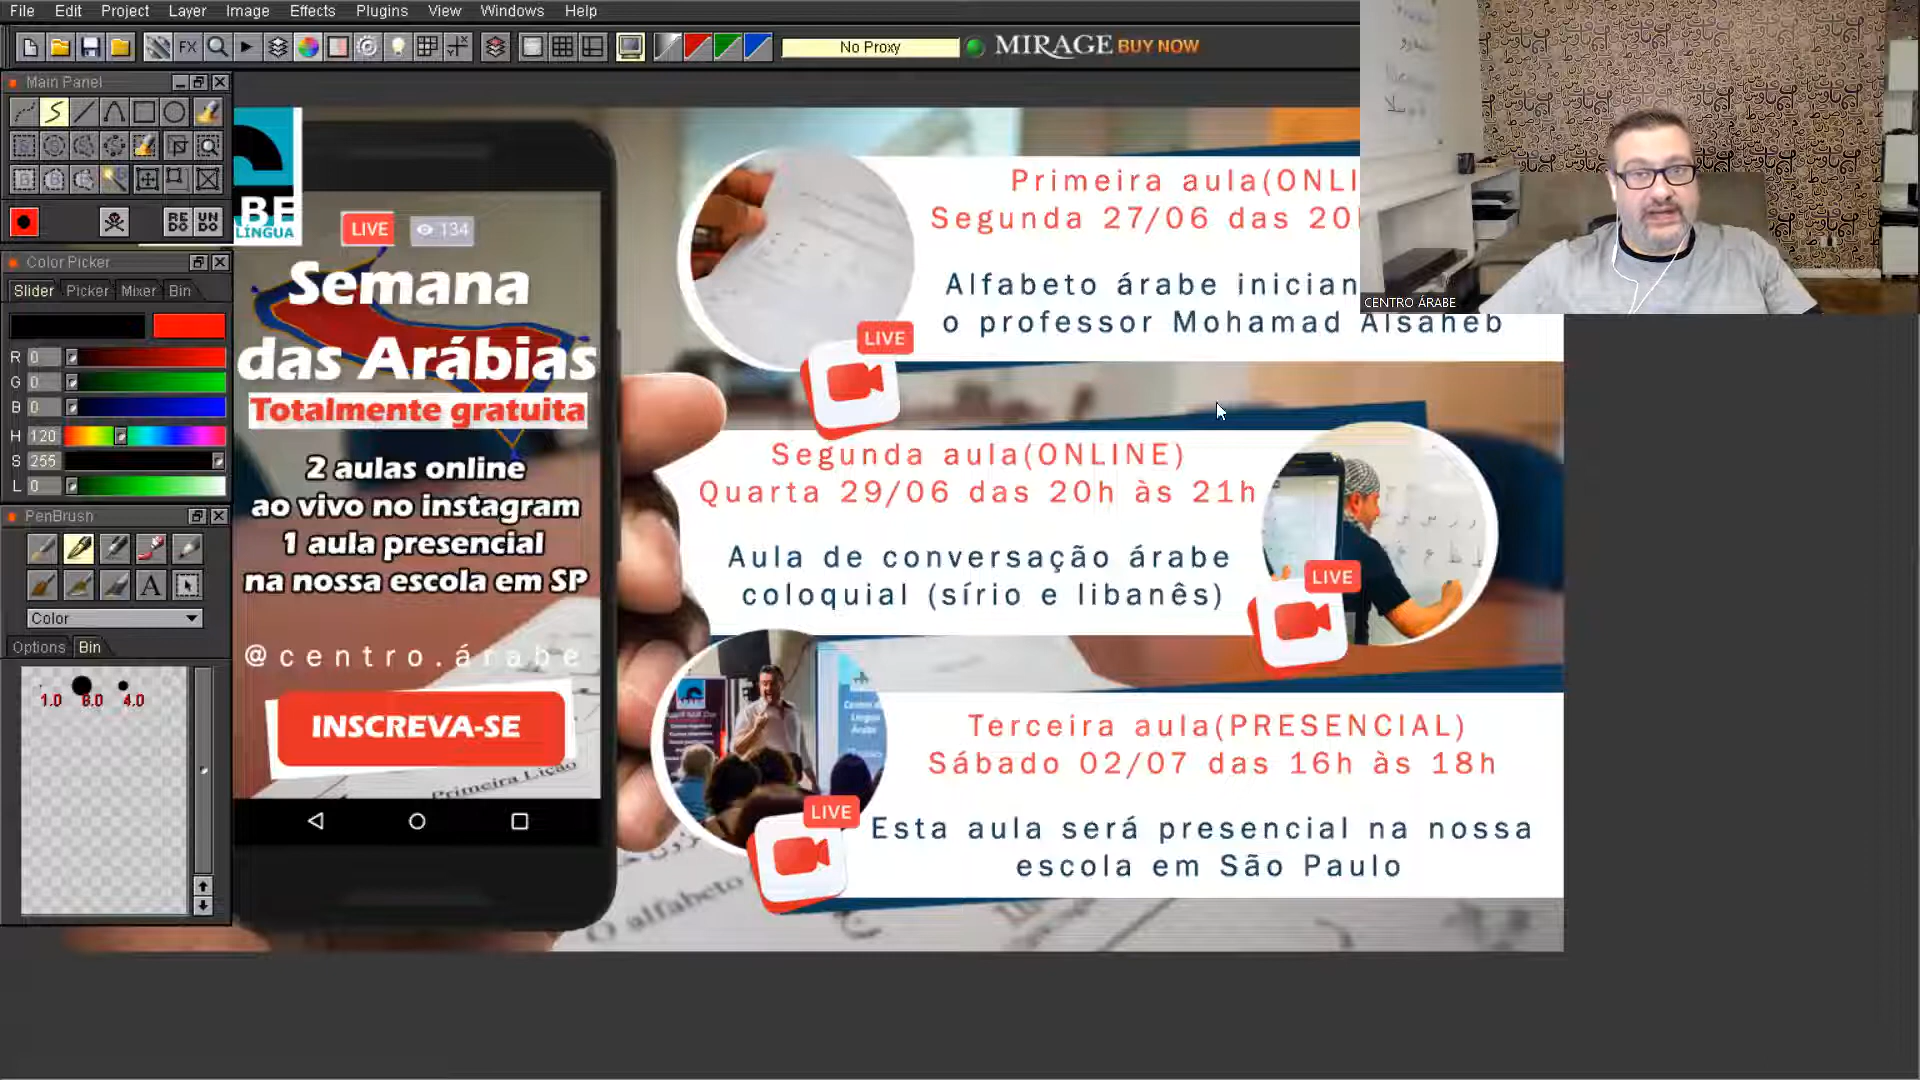 File Edit Project Layer Image Effects Plugins View Windows Help
FX
No Proxy
MIRAGE BUY NOW
Main Panel
RE DO
UN DO
Color Picker
Slider Picker Mixer Bin
R 0
G 0
B 0
H 120
S 255
L 0
PenBrush
A
Color
Options Bin
1.0 8.0 4.0
BE
LÍNGUA
LIVE 134
Semana
das Arábias
Totalmente gratuita
2 aulas online
ao vivo no instagram
1 aula presencial
na nossa escola em SP
@centro.árabe
INSCREVA-SE
Primeira Lição
Primeira aula(ONLI
Segunda 27/06 das 20
Alfabeto árabe inician
o professor Mohamad Alsaheb
LIVE
Segunda aula(ONLINE)
Quarta 29/06 das 20h às 21h
Aula de conversação árabe
coloquial (sírio e libanês)
LIVE
Terceira aula(PRESENCIAL)
Sábado 02/07 das 16h às 18h
Esta aula será presencial na nossa
escola em São Paulo
LIVE
O alfabeto
CENTRO ÁRABE